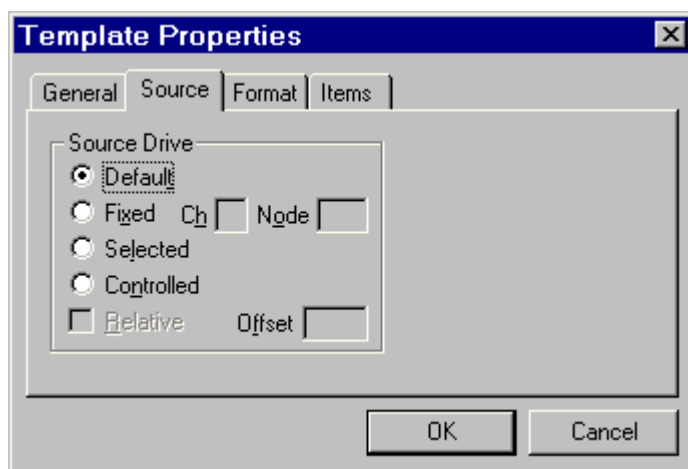 Template Properties
General Source Format Items
Source Drive
Default
Fixed Ch Node
Selected
Controlled
Relative Offset
OK Cancel